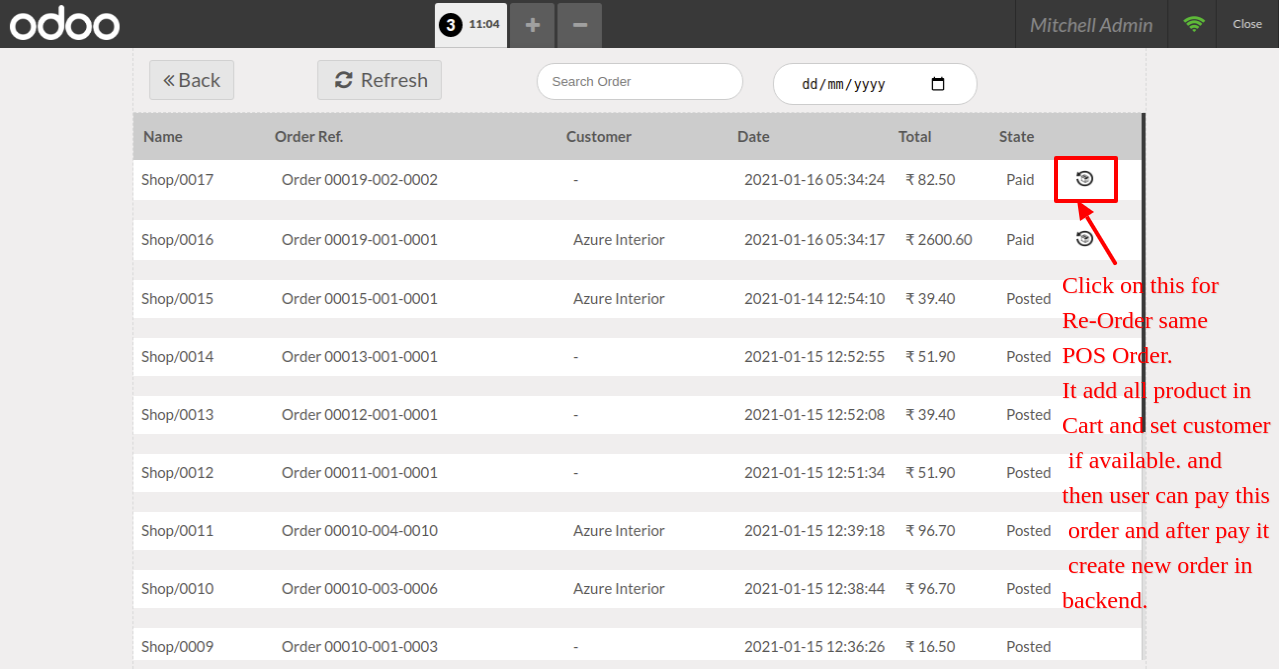 odoo 3 11:04 + − Mitchell Admin Close
« Back Refresh Search Order dd/mm/yyyy
Name Order Ref. Customer Date Total State
Shop/0017 Order 00019-002-0002 - 2021-01-16 05:34:24 ₹ 82.50 Paid
Shop/0016 Order 00019-001-0001 Azure Interior 2021-01-16 05:34:17 ₹ 2600.60 Paid
Shop/0015 Order 00015-001-0001 Azure Interior 2021-01-14 12:54:10 ₹ 39.40 Posted
Shop/0014 Order 00013-001-0001 - 2021-01-15 12:52:55 ₹ 51.90 Posted
Shop/0013 Order 00012-001-0001 - 2021-01-15 12:52:08 ₹ 39.40 Posted
Shop/0012 Order 00011-001-0001 - 2021-01-15 12:51:34 ₹ 51.90 Posted
Shop/0011 Order 00010-004-0010 Azure Interior 2021-01-15 12:39:18 ₹ 96.70 Posted
Shop/0010 Order 00010-003-0006 Azure Interior 2021-01-15 12:38:44 ₹ 96.70 Posted
Shop/0009 Order 00010-001-0003 - 2021-01-15 12:36:26 ₹ 16.50 Posted
Click on this for
Re-Order same
POS Order.
It add all product in
Cart and set customer
if available. and
then user can pay this
order and after pay it
create new order in
backend.